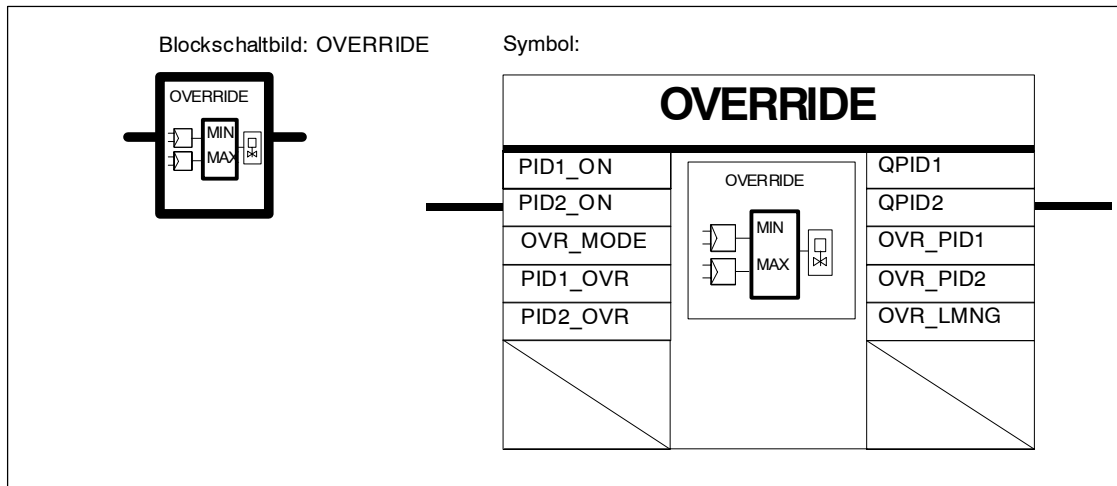 Blockschaltbild: OVERRIDE
Symbol:
OVERRIDE
MIN
MAX
OVERRIDE
PID1_ON
PID2_ON
OVR_MODE
PID1_OVR
PID2_OVR
OVERRIDE
MIN
MAX
QPID1
QPID2
OVR_PID1
OVR_PID2
OVR_LMNG